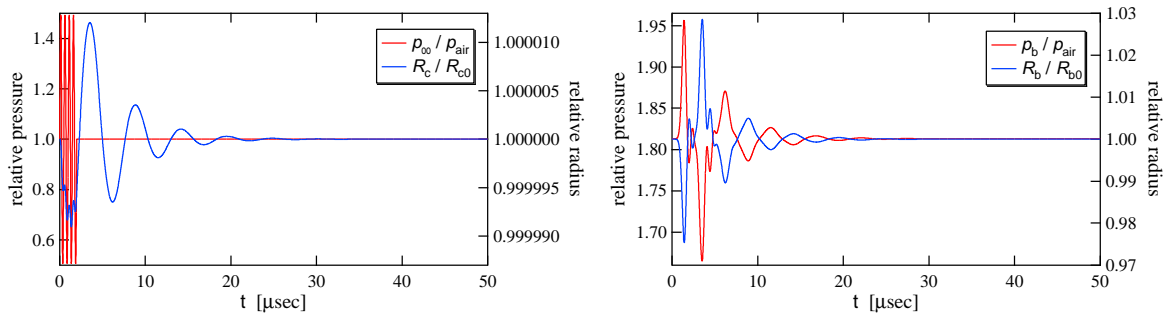 relative pressure
1.4
1.2
1.0
0.8
0.6
p∞ / pair
Rc / Rc0
1.000010
1.000005
1.000000
0.999995
0.999990
relative radius
0 10 20 30 40 50
t [μsec]
relative pressure
1.95
1.90
1.85
1.80
1.75
1.70
pb / pair
Rb / Rb0
1.03
1.02
1.01
1.00
0.99
0.98
0.97
relative radius
0 10 20 30 40 50
t [μsec]